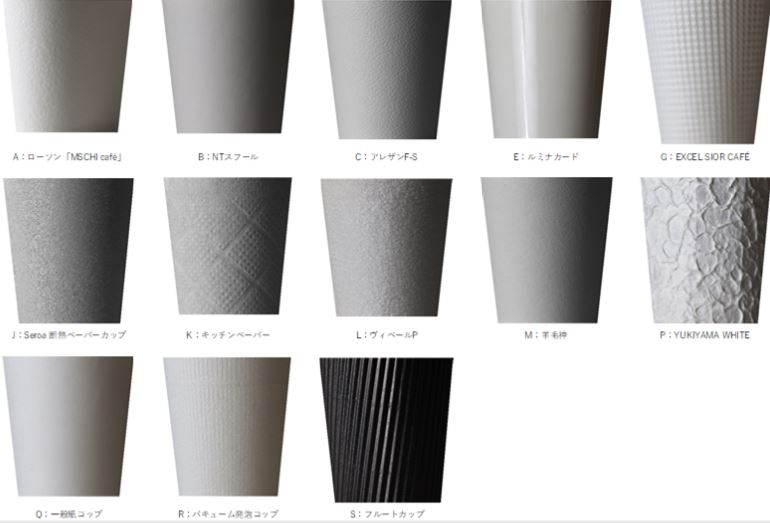 A：ローソン「MSCHI café」
B：NTスフール
C：アレザンF-S
E：ルミナカード
G：EXCELSIOR CAFÉ
J：Seroa 断熱ペーパーカップ
K：キッチンペーパー
L：ヴィベールP
M：羊毛紳
P：YUKIYAMA WHITE
Q：一般紙コップ
R：バキューム発泡コップ
S：フルートカップ